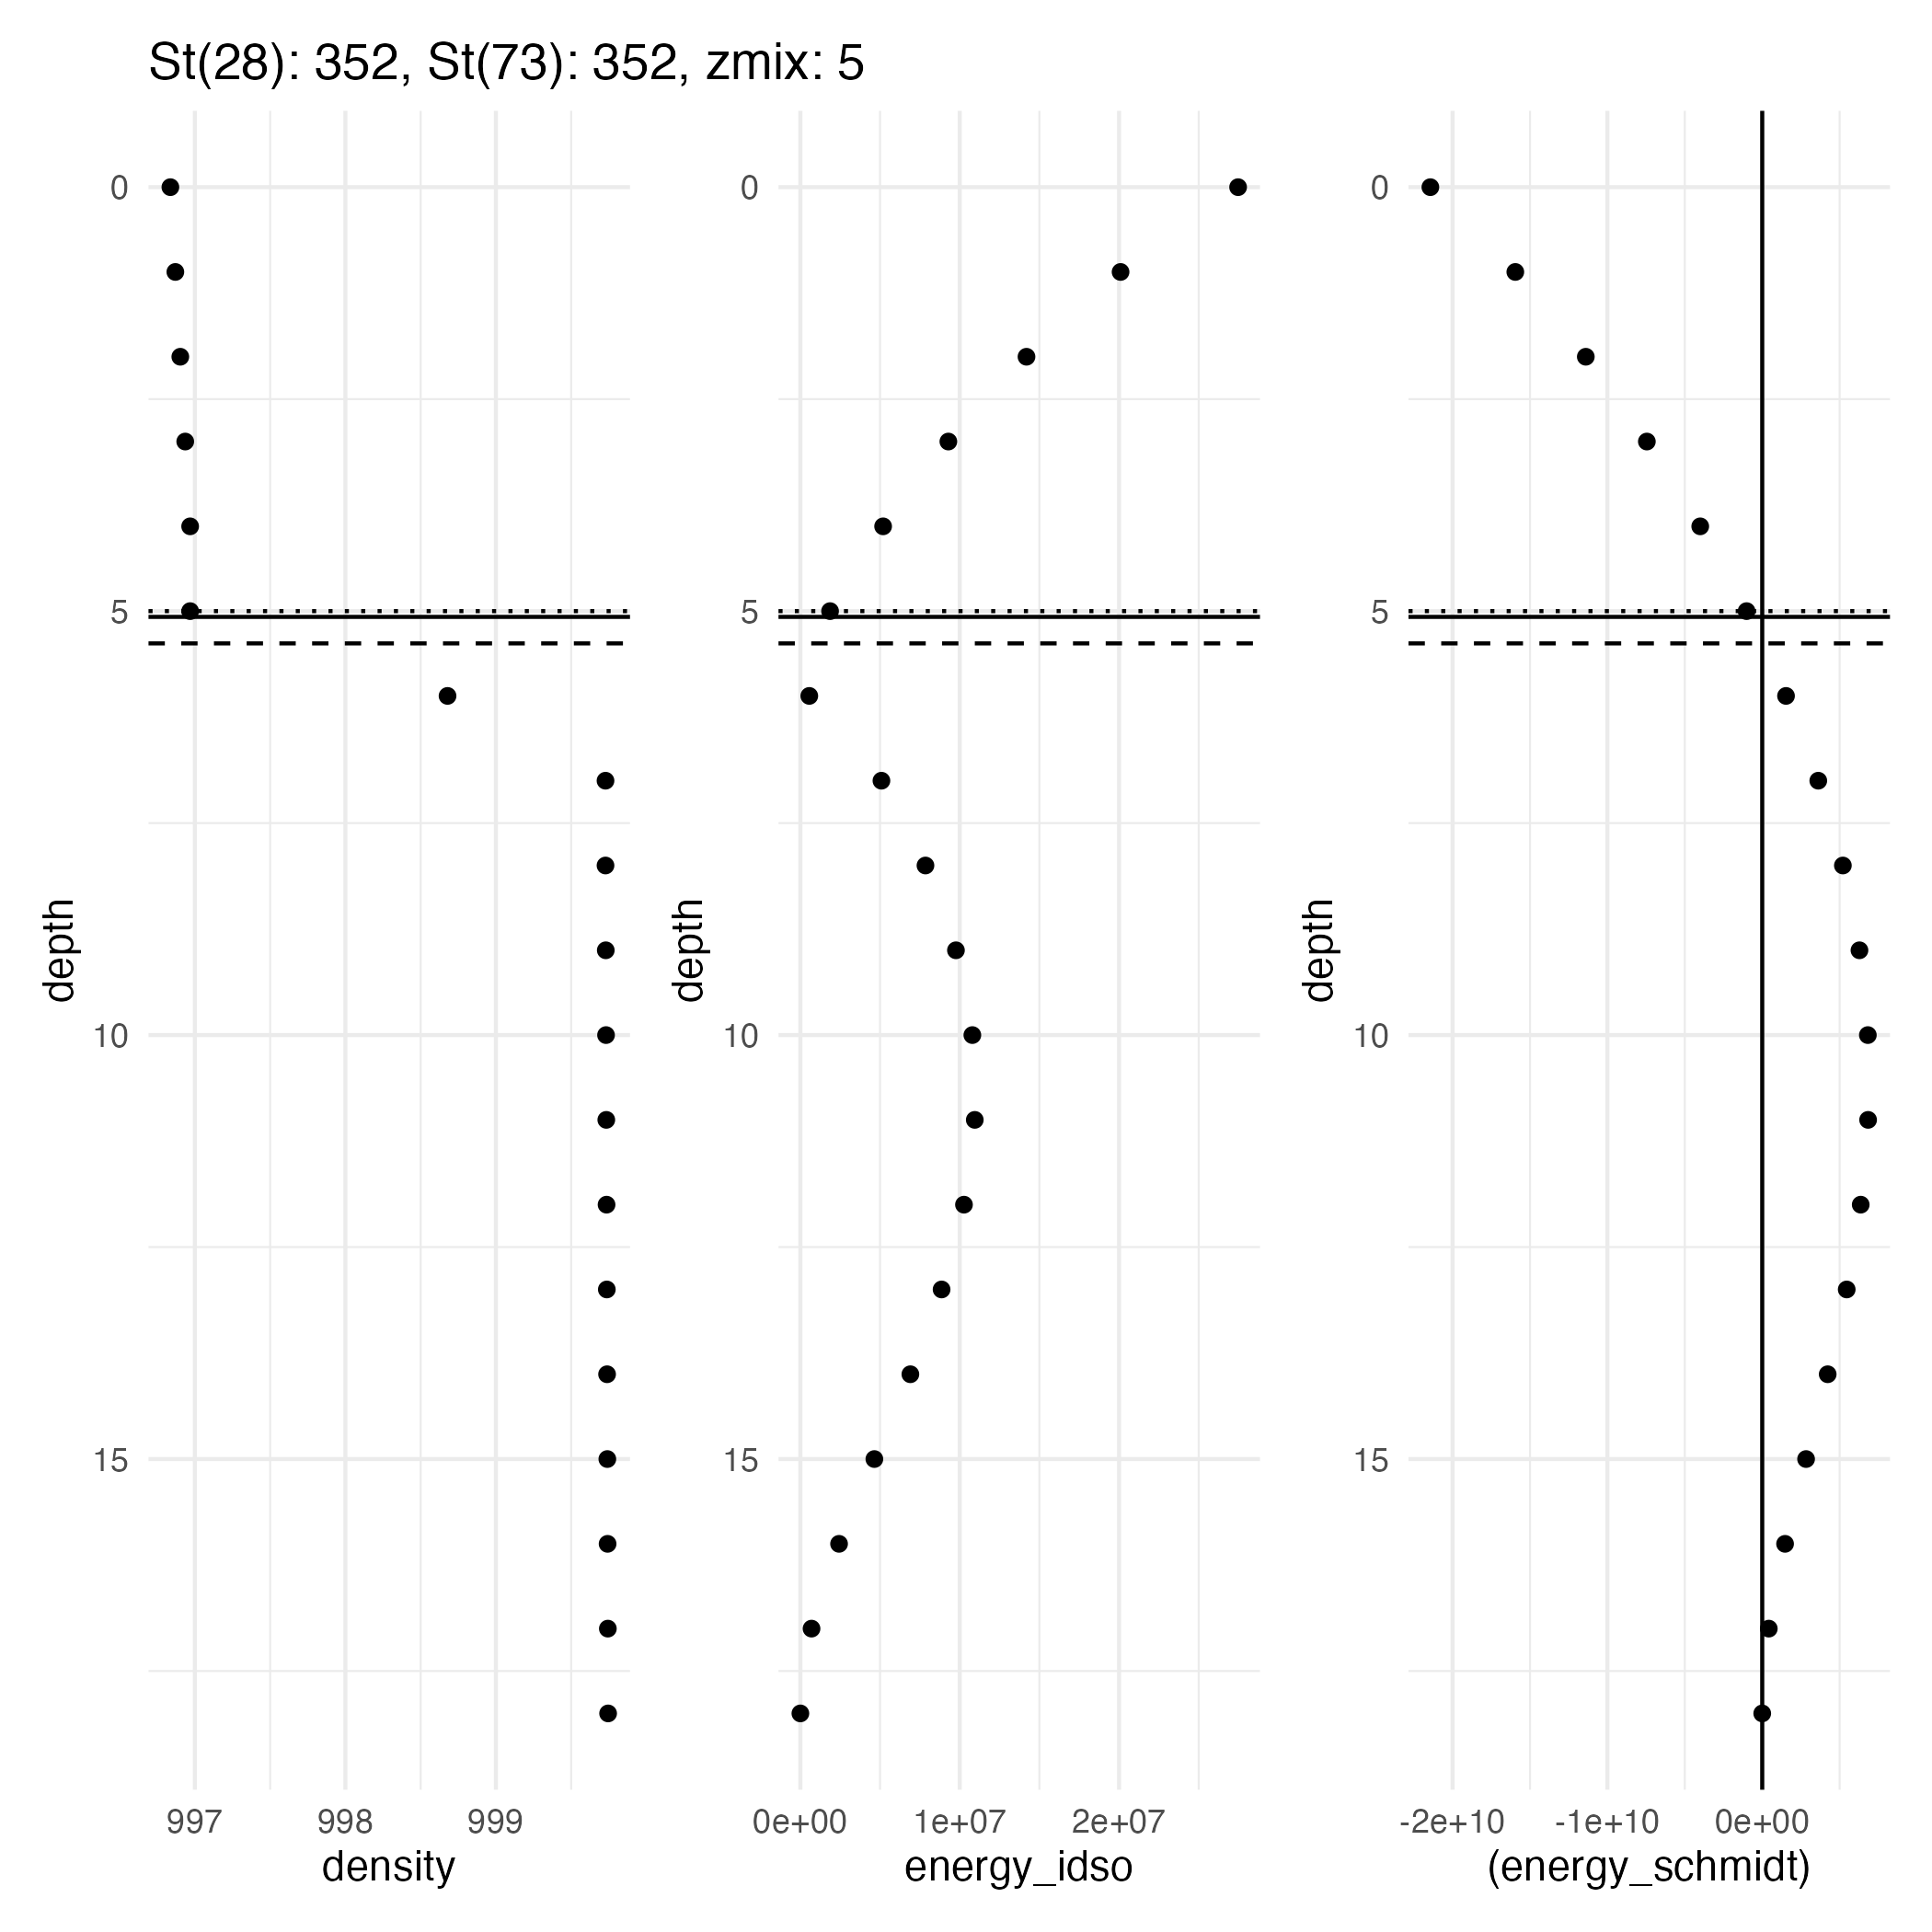 St(28): 352, St(73): 352, zmix: 5
0
5
10
15
depth
997 998 999
density
0
5
10
15
depth
0e+00 1e+07 2e+07
energy_idso
0
5
10
15
depth
-2e+10 -1e+10 0e+00
(energy_schmidt)